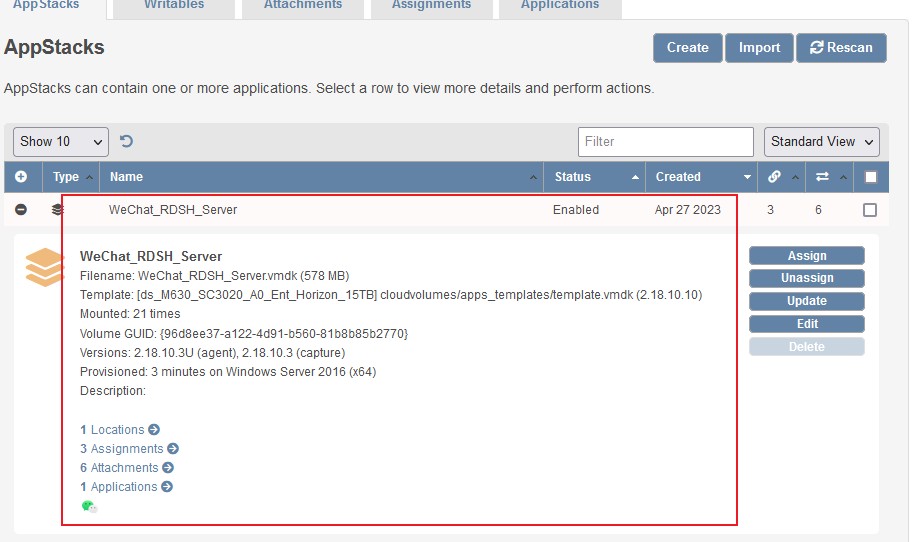 AppStacks Writables Attachments Assignments Applications
AppStacks Create Import Rescan
AppStacks can contain one or more applications. Select a row to view more details and perform actions.
Show 10 Filter Standard View
Type Name Status Created
WeChat_RDSH_Server Enabled Apr 27 2023 3 6
WeChat_RDSH_Server Assign
Filename: WeChat_RDSH_Server.vmdk (578 MB) Unassign
Template: [ds_M630_SC3020_A0_Ent_Horizon_15TB] cloudvolumes/apps_templates/template.vmdk (2.18.10.10) Update
Mounted: 21 times Edit
Volume GUID: {96d8ee37-a122-4d91-b560-81b8b85b2770} Delete
Versions: 2.18.10.3U (agent), 2.18.10.3 (capture)
Provisioned: 3 minutes on Windows Server 2016 (x64)
Description:
1 Locations
3 Assignments
6 Attachments
1 Applications